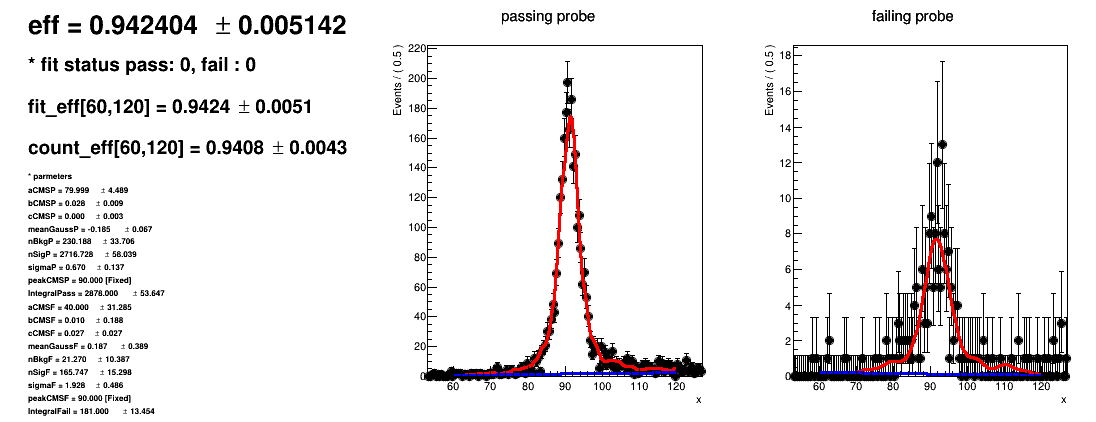 eff = 0.942404 ± 0.005142
* fit status pass: 0, fail : 0
fit_eff[60,120] = 0.9424 ± 0.0051
count_eff[60,120] = 0.9408 ± 0.0043
* parmeters
aCMSP = 79.999 ± 4.489
bCMSP = 0.028 ± 0.009
cCMSP = 0.000 ± 0.003
meanGaussP = -0.185 ± 0.067
nBkgP = 230.188 ± 33.706
nSigP = 2716.728 ± 58.039
sigmaP = 0.670 ± 0.137
peakCMSP = 90.000 [Fixed]
IntegralPass = 2878.000 ± 53.647
aCMSF = 40.000 ± 31.285
bCMSF = 0.010 ± 0.188
cCMSF = 0.027 ± 0.027
meanGaussF = 0.187 ± 0.389
nBkgF = 21.270 ± 10.387
nSigF = 165.747 ± 15.298
sigmaF = 1.928 ± 0.486
peakCMSF = 90.000 [Fixed]
IntegralFail = 181.000 ± 13.454
passing probe
Events / ( 0.5 )
220
200
180
160
140
120
100
80
60
40
20
0
60 70 80 90 100 110 120
x
failing probe
Events / ( 0.5 )
18
16
14
12
10
8
6
4
2
0
60 70 80 90 100 110 120
x